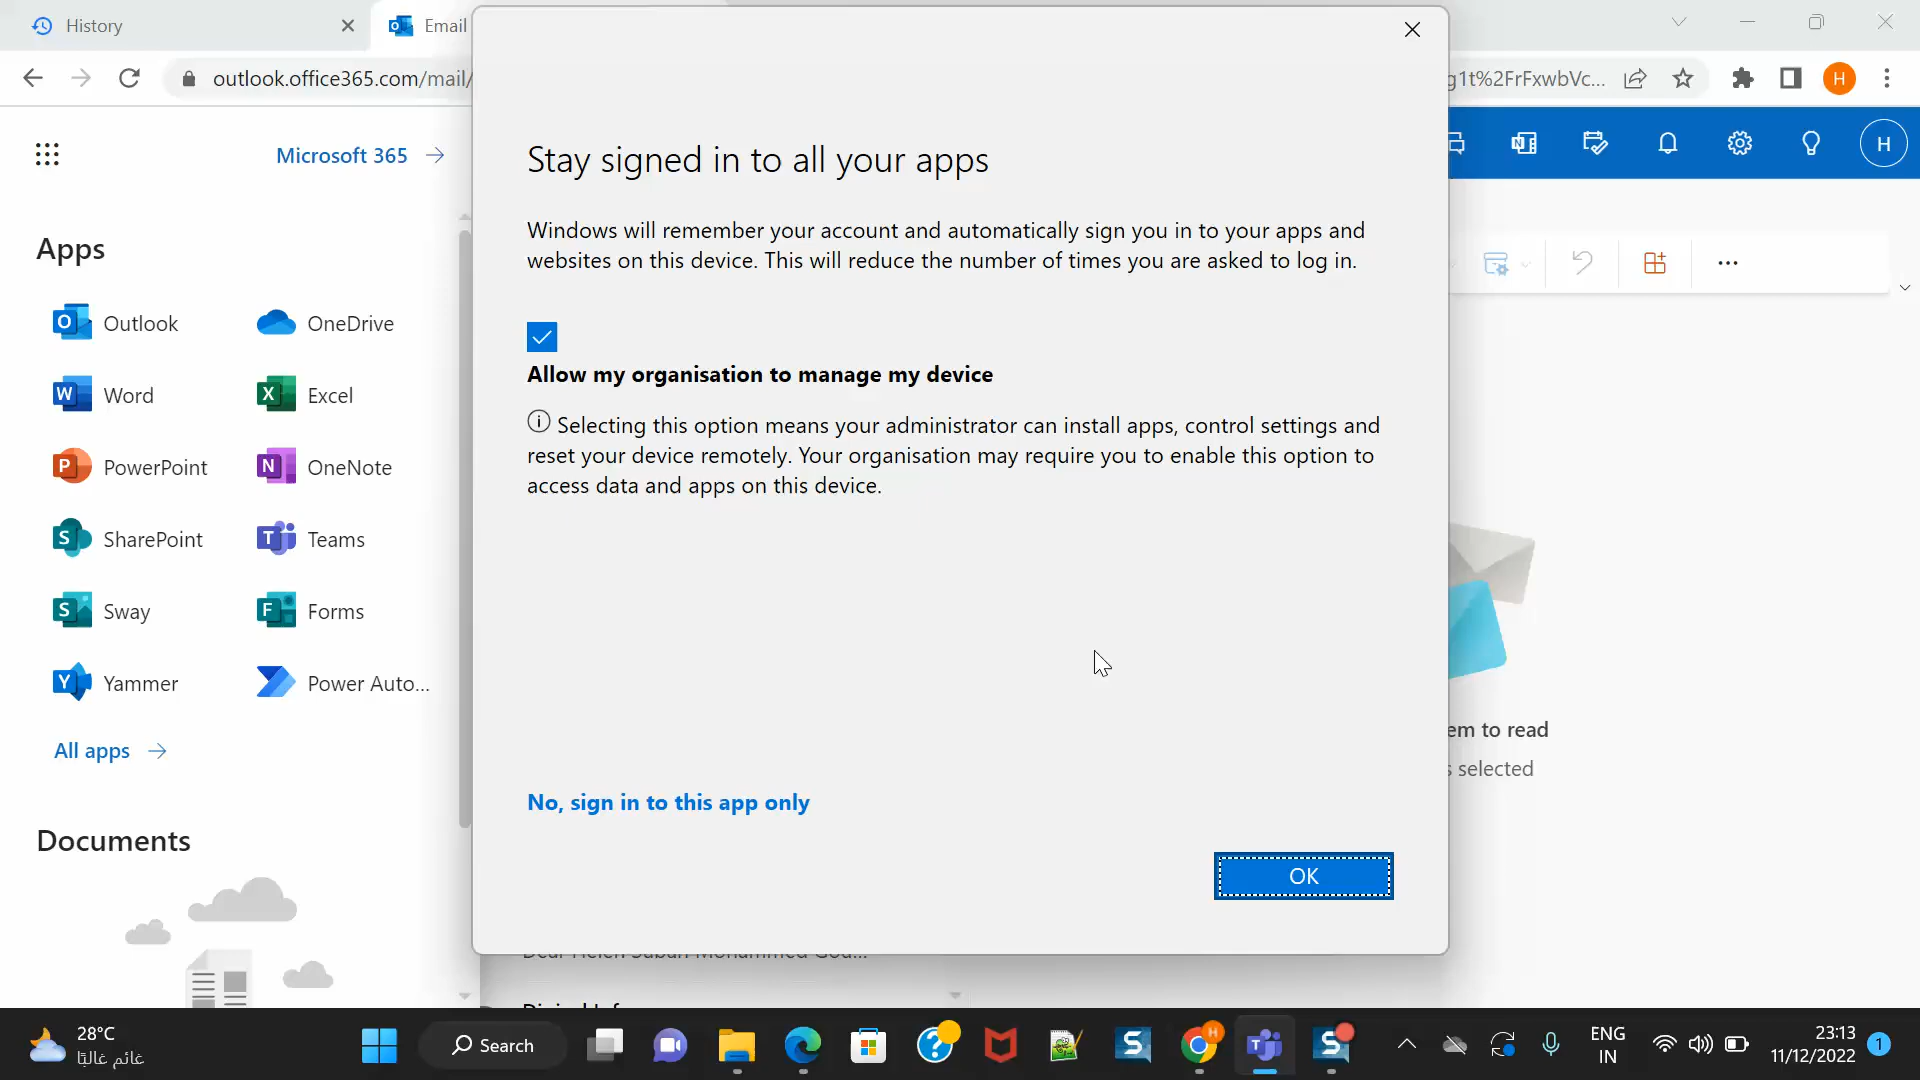 History
Email
outlook.office365.com/mail/
g1t%2FrFxwbVc...
H
Microsoft 365
H
Apps
Outlook
OneDrive
Word
Excel
PowerPoint
OneNote
SharePoint
Teams
Sway
Forms
Yammer
Power Auto...
All apps
Documents
Stay signed in to all your apps
Windows will remember your account and automatically sign you in to your apps and
websites on this device. This will reduce the number of times you are asked to log in.
Allow my organisation to manage my device
Selecting this option means your administrator can install apps, control settings and
reset your device remotely. Your organisation may require you to enable this option to
access data and apps on this device.
No, sign in to this app only
OK
em to read
s selected
28°C
غائم غالبًا
Search
ENG
IN
23:13
11/12/2022
1